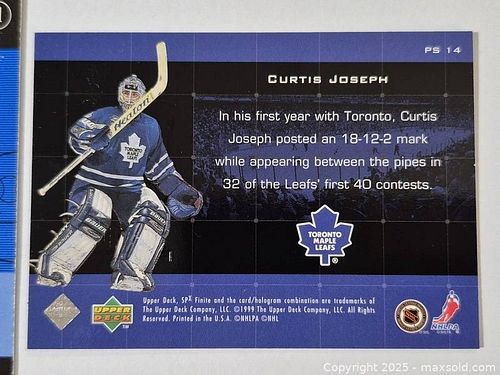 PS 14
CURTIS JOSEPH
In his first year with Toronto, Curtis
Joseph posted an 18-12-2 mark
while appearing between the pipes in
32 of the Leafs' first 40 contests.
TORONTO
MAPLE
LEAFS
®
Upper Deck, SPx Finite and the card/hologram combination are trademarks of
The Upper Deck Company, LLC. ©1999 The Upper Deck Company, LLC. All Rights
Reserved. Printed in the U.S.A. ©NHLPA ©NHL
UPPER
DECK
NHLPA
Copyright 2025 - maxsold.com